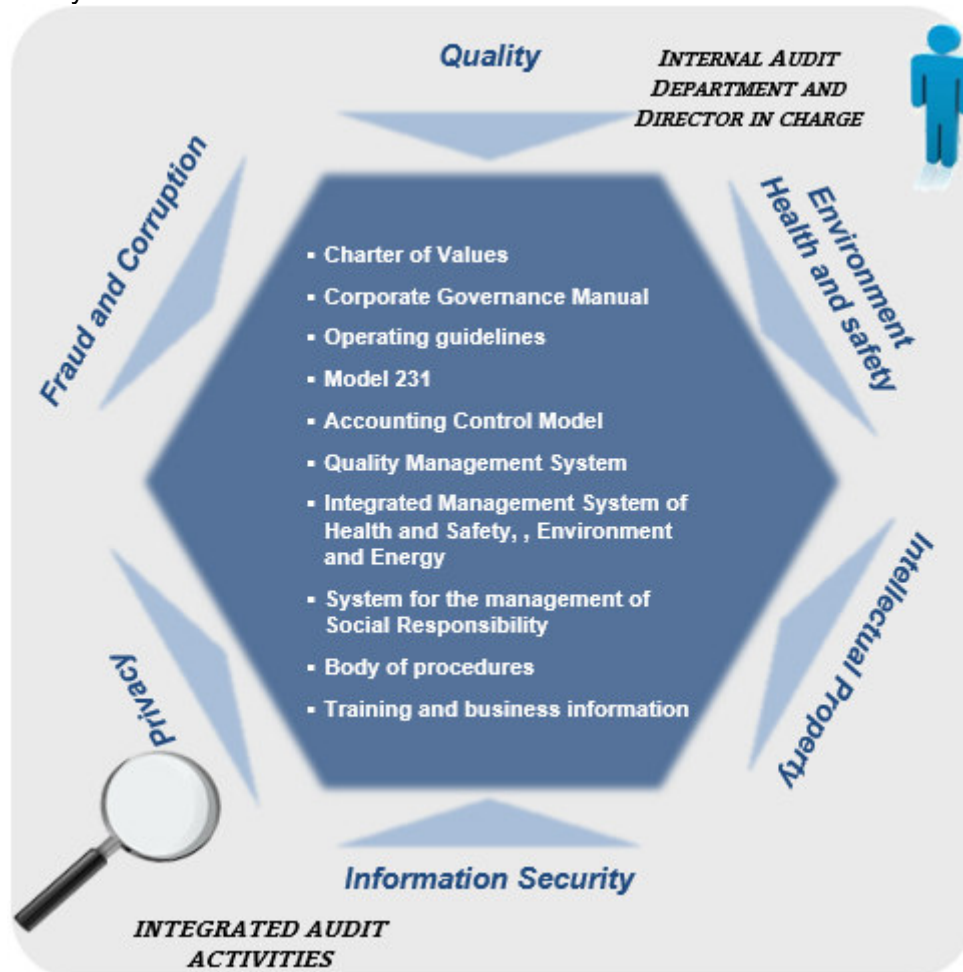 Quality
INTERNAL AUDIT
DEPARTMENT AND
DIRECTOR IN CHARGE
Fraud and Corruption
Environment
Health and safety
▪ Charter of Values
▪ Corporate Governance Manual
▪ Operating guidelines
▪ Model 231
▪ Accounting Control Model
▪ Quality Management System
▪ Integrated Management System of
Health and Safety, , Environment
and Energy
▪ System for the management of
Social Responsibility
▪ Body of procedures
▪ Training and business information
Privacy
Intellectual Property
Information Security
INTEGRATED AUDIT
ACTIVITIES